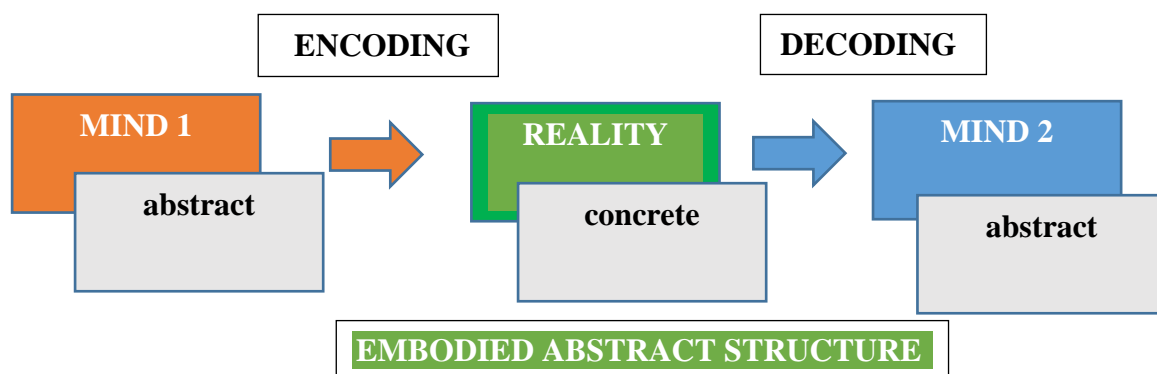 ENCODING
DECODING
MIND 1
REALITY
MIND 2
abstract
concrete
abstract
EMBODIED ABSTRACT STRUCTURE